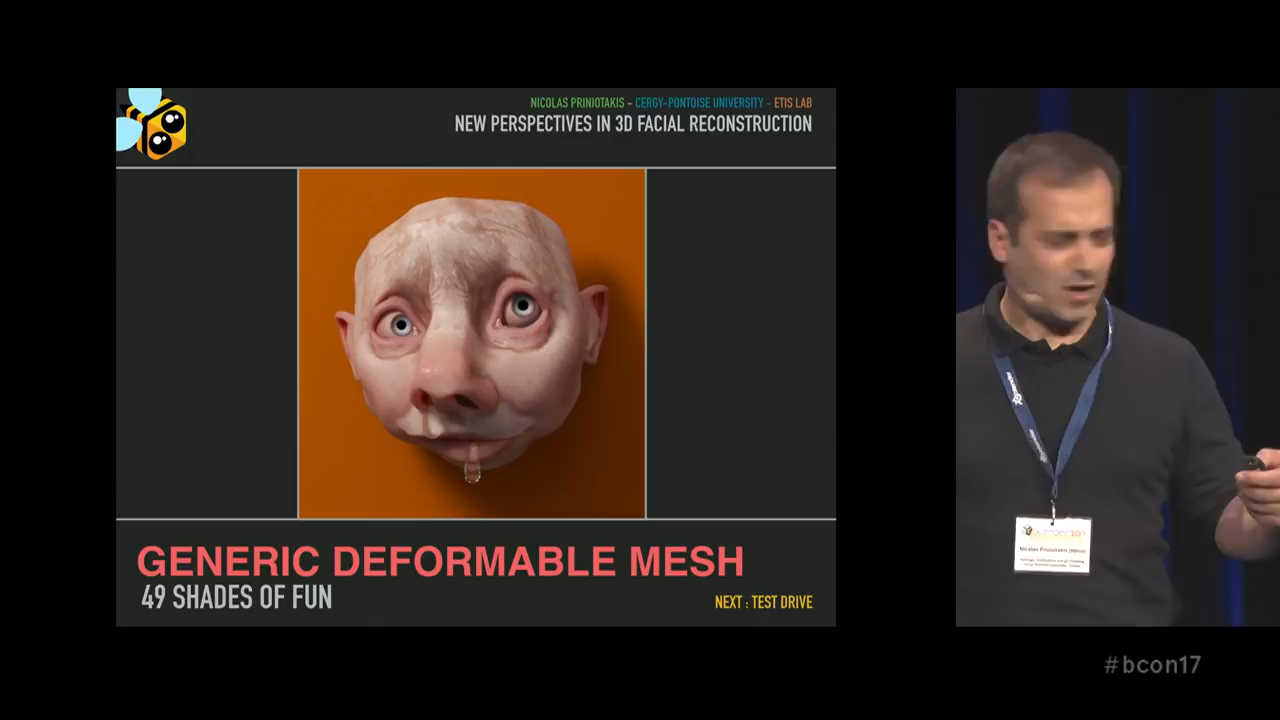 NICOLAS PRINIOTAKIS - CERGY-PONTOISE UNIVERSITY - ETIS LAB
NEW PERSPECTIVES IN 3D FACIAL RECONSTRUCTION
GENERIC DEFORMABLE MESH
49 SHADES OF FUN
NEXT : TEST DRIVE
#bcon17